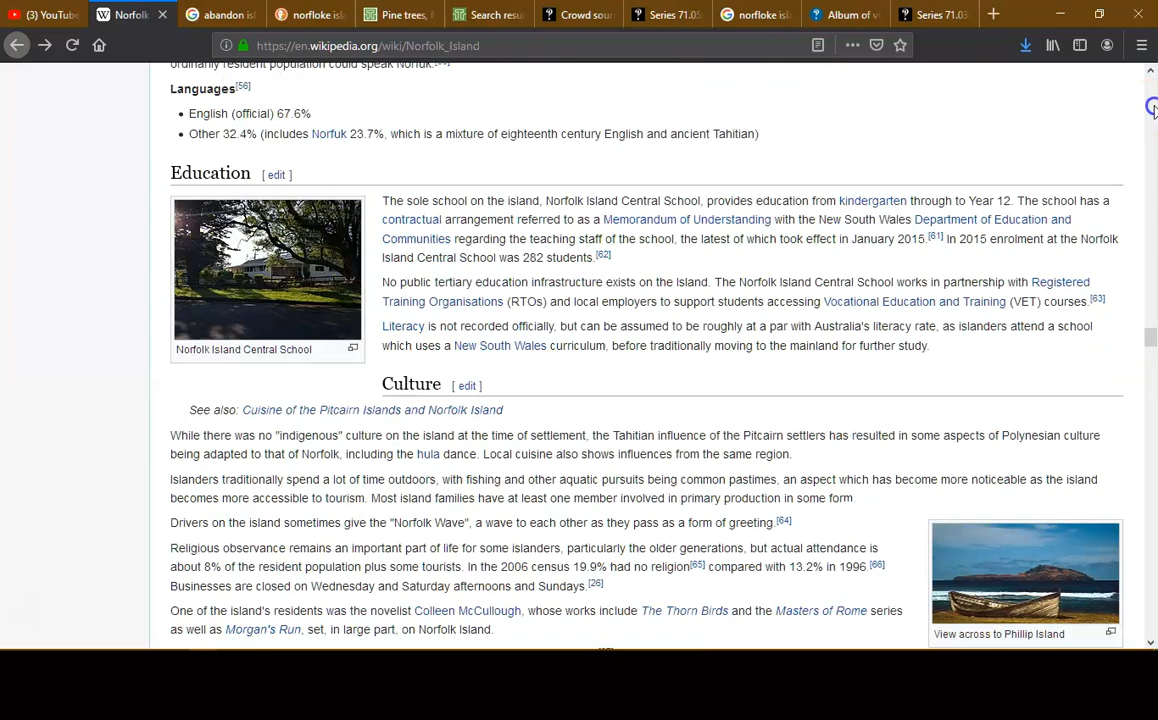 (3) YouTube
Norfolk
abandon isl
norfloke isl
Pine trees, N
Search resu
Crowd sou
Series 71.05
norfloke isla
Album of v
Series 71.03
https://en.wikipedia.org/wiki/Norfolk_Island
ordinarily resident population could speak Norfuk.
Languages[56]
• English (official) 67.6%
• Other 32.4% (includes Norfuk 23.7%, which is a mixture of eighteenth century English and ancient Tahitian)
Education [ edit ]
The sole school on the island, Norfolk Island Central School, provides education from kindergarten through to Year 12. The school has a
contractual arrangement referred to as a Memorandum of Understanding with the New South Wales Department of Education and
Communities regarding the teaching staff of the school, the latest of which took effect in January 2015.[61] In 2015 enrolment at the Norfolk
Island Central School was 282 students.[62]
No public tertiary education infrastructure exists on the Island. The Norfolk Island Central School works in partnership with Registered
Training Organisations (RTOs) and local employers to support students accessing Vocational Education and Training (VET) courses.[63]
Literacy is not recorded officially, but can be assumed to be roughly at a par with Australia's literacy rate, as islanders attend a school
which uses a New South Wales curriculum, before traditionally moving to the mainland for further study.
Norfolk Island Central School
Culture [ edit ]
See also: Cuisine of the Pitcairn Islands and Norfolk Island
While there was no "indigenous" culture on the island at the time of settlement, the Tahitian influence of the Pitcairn settlers has resulted in some aspects of Polynesian culture
being adapted to that of Norfolk, including the hula dance. Local cuisine also shows influences from the same region.
Islanders traditionally spend a lot of time outdoors, with fishing and other aquatic pursuits being common pastimes, an aspect which has become more noticeable as the island
becomes more accessible to tourism. Most island families have at least one member involved in primary production in some form
Drivers on the island sometimes give the "Norfolk Wave", a wave to each other as they pass as a form of greeting.[64]
Religious observance remains an important part of life for some islanders, particularly the older generations, but actual attendance is
about 8% of the resident population plus some tourists. In the 2006 census 19.9% had no religion[65] compared with 13.2% in 1996.[66]
Businesses are closed on Wednesday and Saturday afternoons and Sundays.[26]
One of the island's residents was the novelist Colleen McCullough, whose works include The Thorn Birds and the Masters of Rome series
as well as Morgan's Run, set, in large part, on Norfolk Island.
View across to Phillip Island